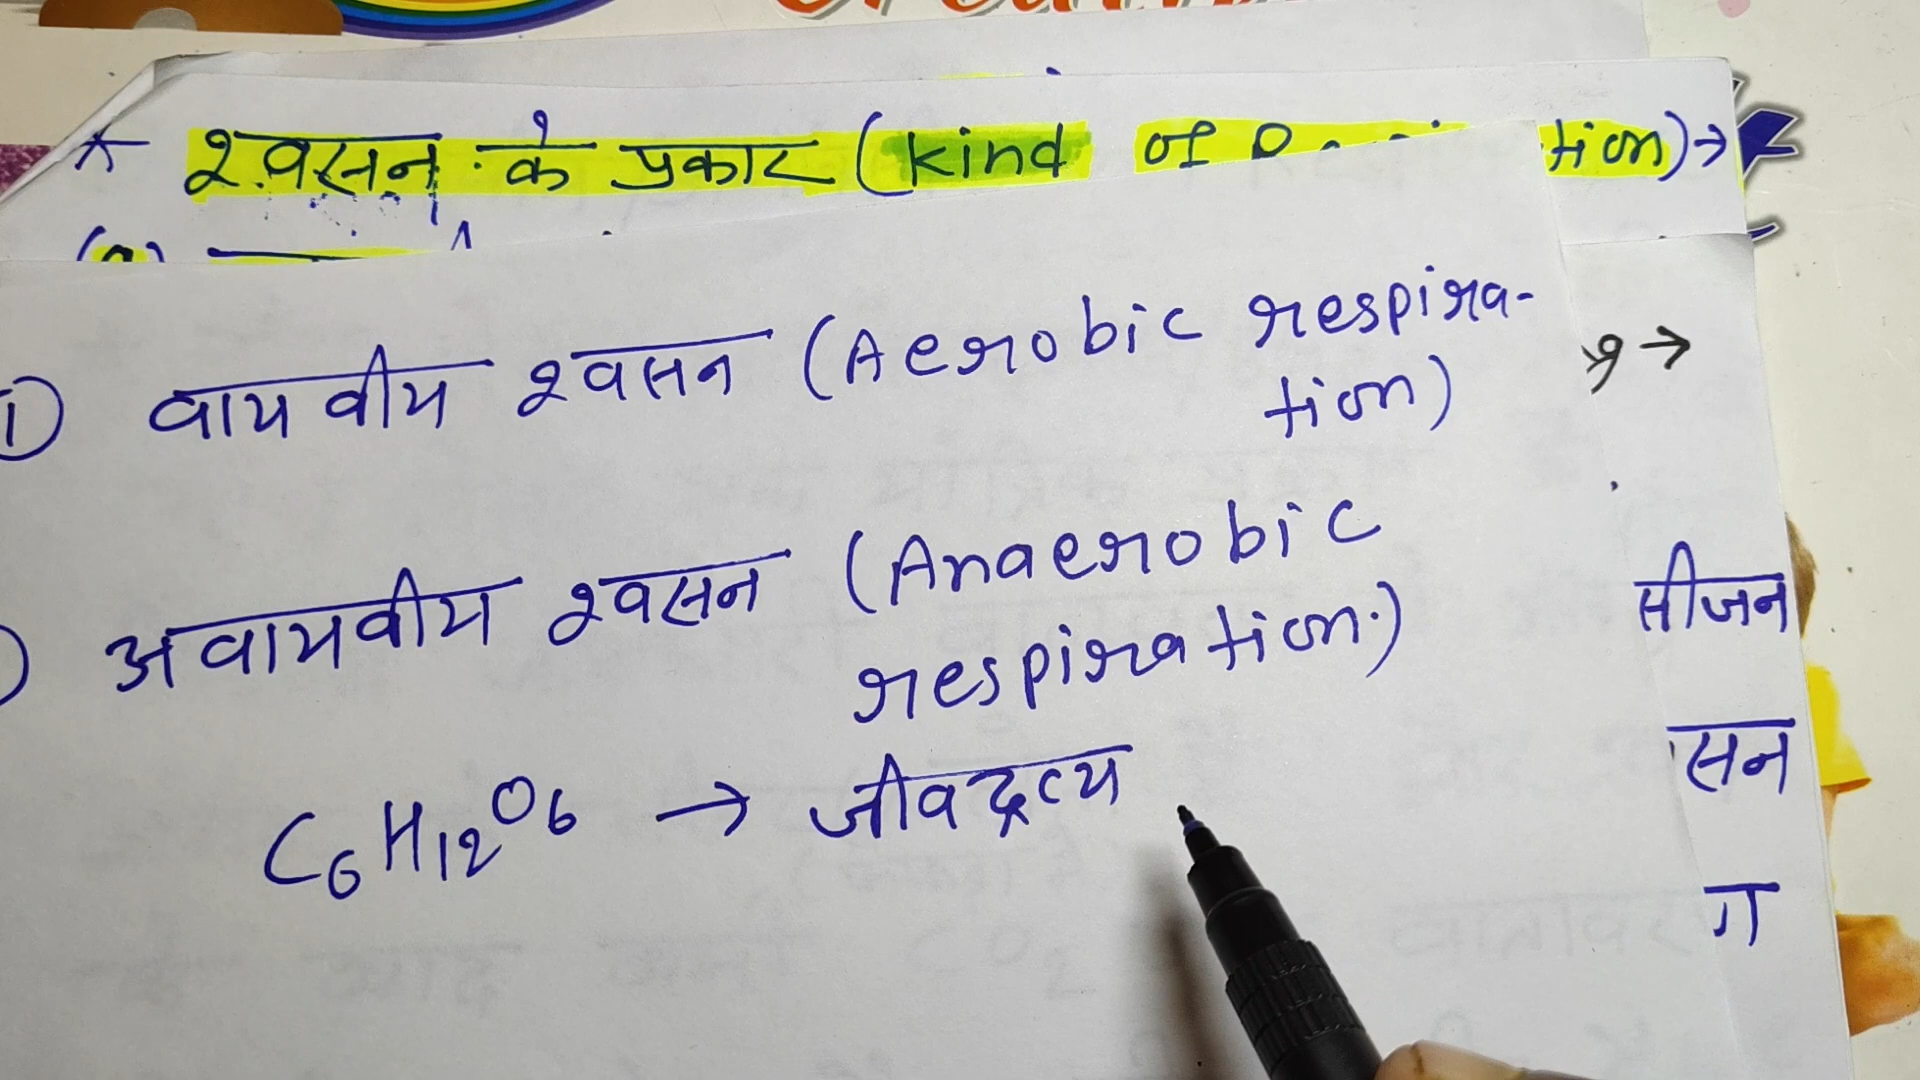 * श्वसन के प्रकार (kind of tion) →
① वायवीय श्वसन (Aerobic respira-
tion)
अवायवीय श्वसन (Anaerobic
respiration.)
C6H12O6 → जीवद्रव्य
→
सीजन
सन
ग